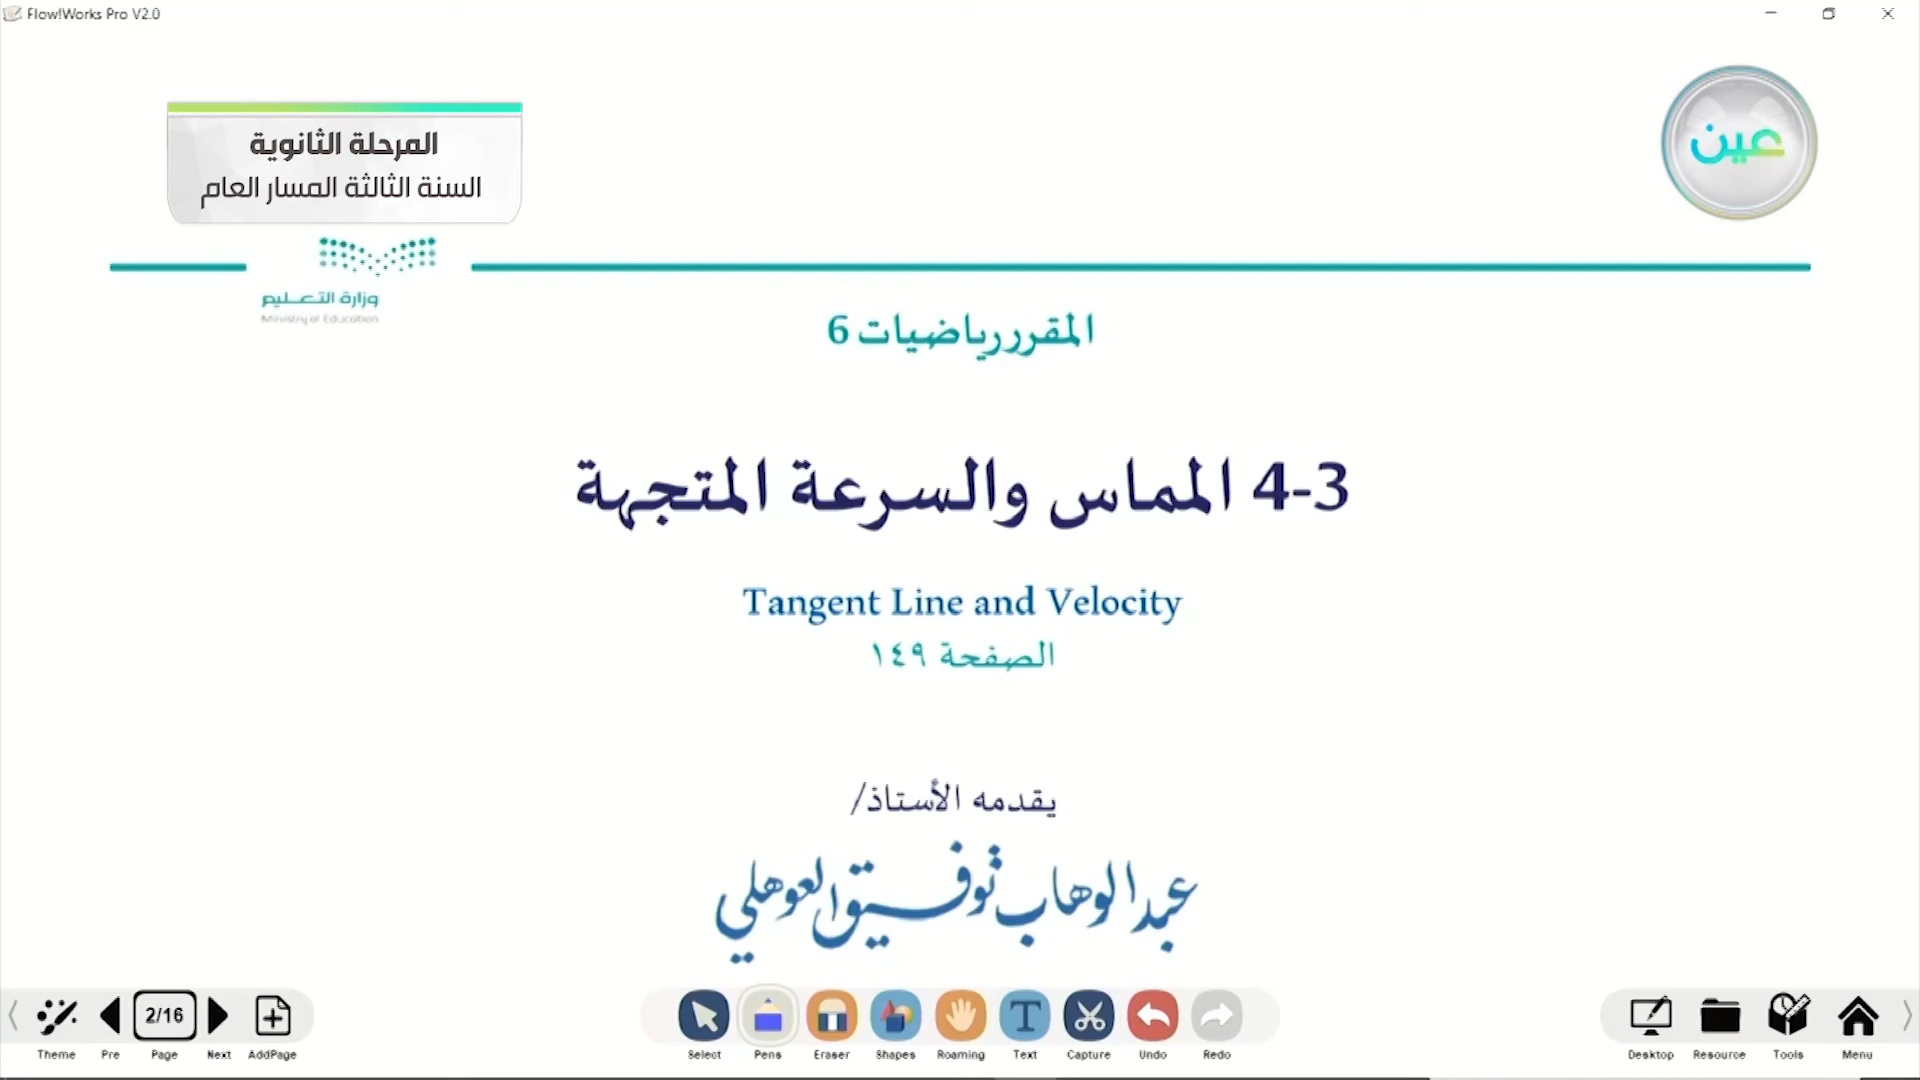 Flow!Works Pro V2.0
المرحلة الثانوية
السنة الثالثة المسار العام
عين
وزارة التعليم
Ministry of Education
المقرر رياضيات 6
4-3 المماس والسرعة المتجهة
Tangent Line and Velocity
الصفحة ١٤٩
يقدمه الأستاذ/
عبدالوهاب توفيق العوهلي
2/16
Theme Pre Page Next AddPage
Select Pens Eraser Shapes Roaming Text Capture Undo Redo
Desktop Resource Tools Menu